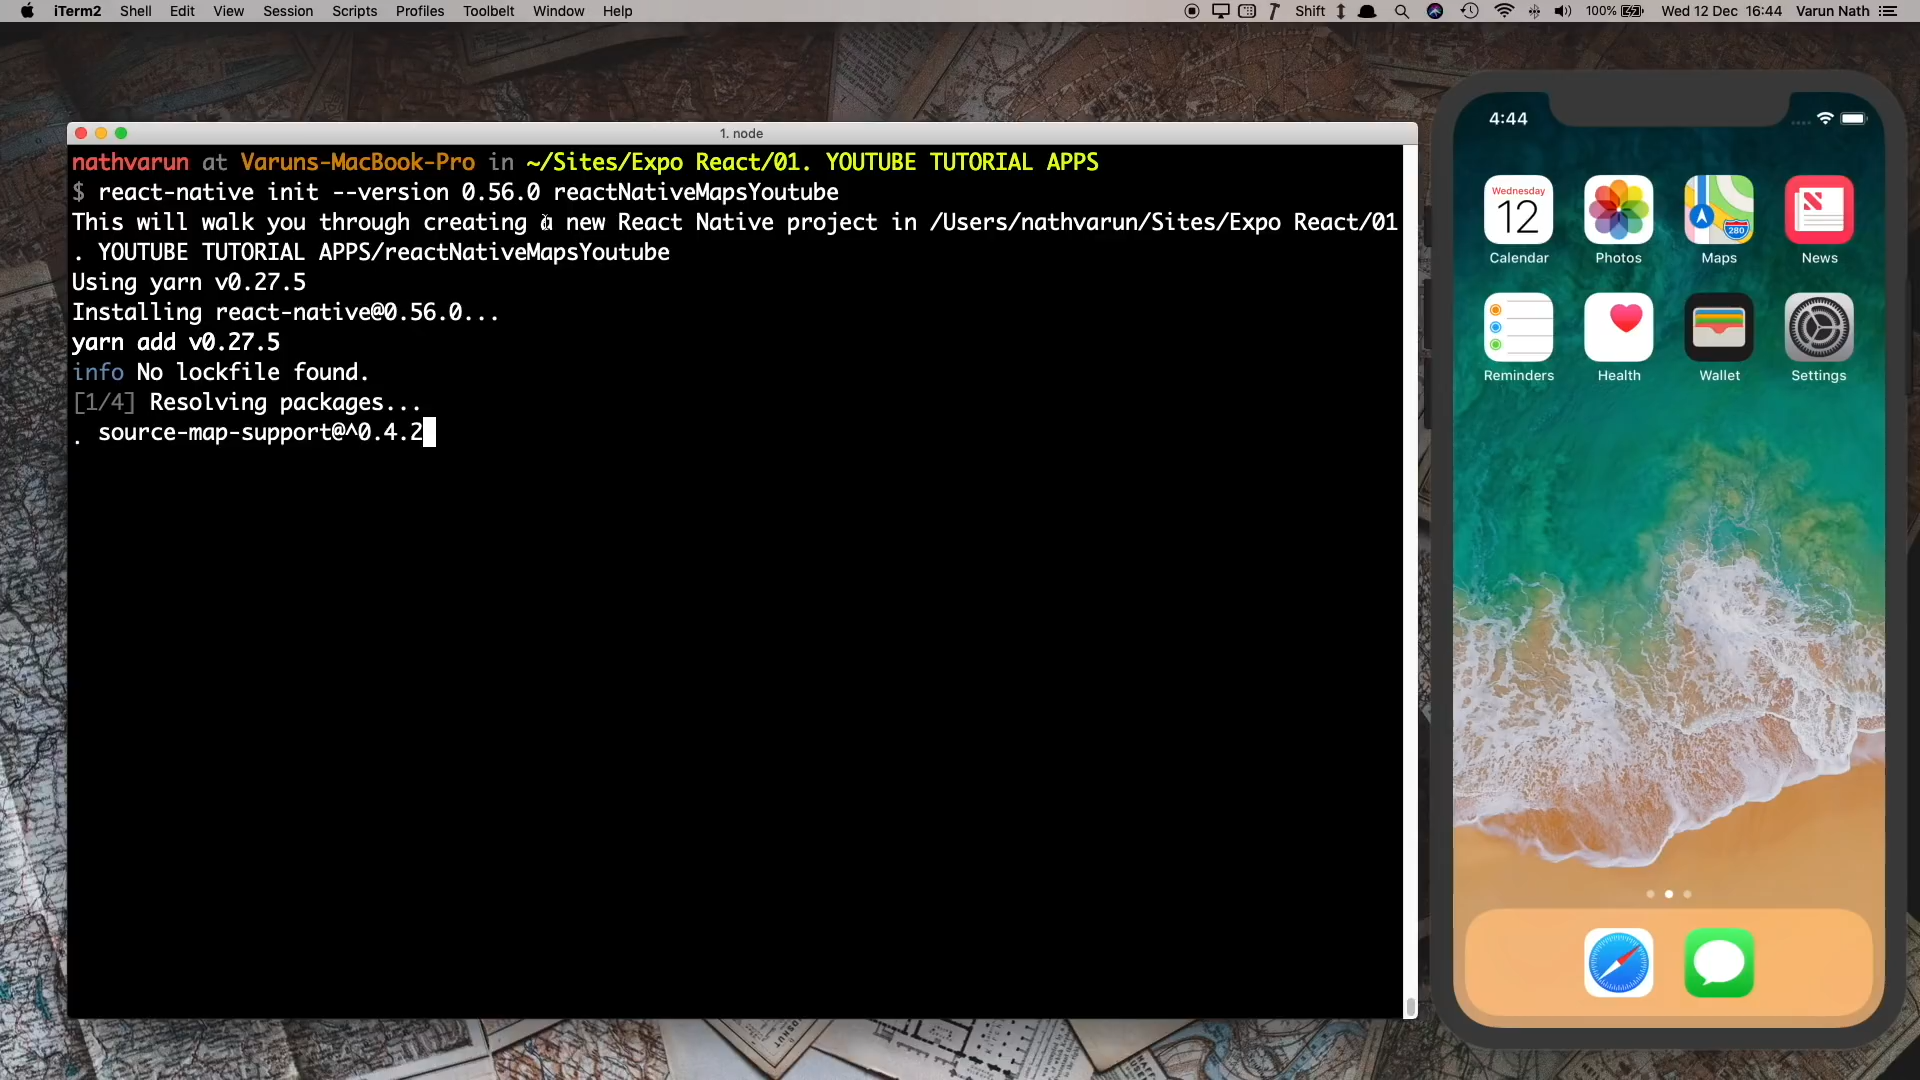 iTerm2 Shell Edit View Session Scripts Profiles Toolbelt Window Help Shift 100% Wed 12 Dec 16:44 Varun Nath
1. node
nathvarun at Varuns-MacBook-Pro in ~/Sites/Expo React/01. YOUTUBE TUTORIAL APPS
$ react-native init --version 0.56.0 reactNativeMapsYoutube
This will walk you through creating a new React Native project in /Users/nathvarun/Sites/Expo React/01
. YOUTUBE TUTORIAL APPS/reactNativeMapsYoutube
Using yarn v0.27.5
Installing react-native@0.56.0...
yarn add v0.27.5
info No lockfile found.
[1/4] Resolving packages...
. source-map-support@^0.4.2
4:44
Wednesday
12
280
Calendar Photos Maps News
Reminders Health Wallet Settings